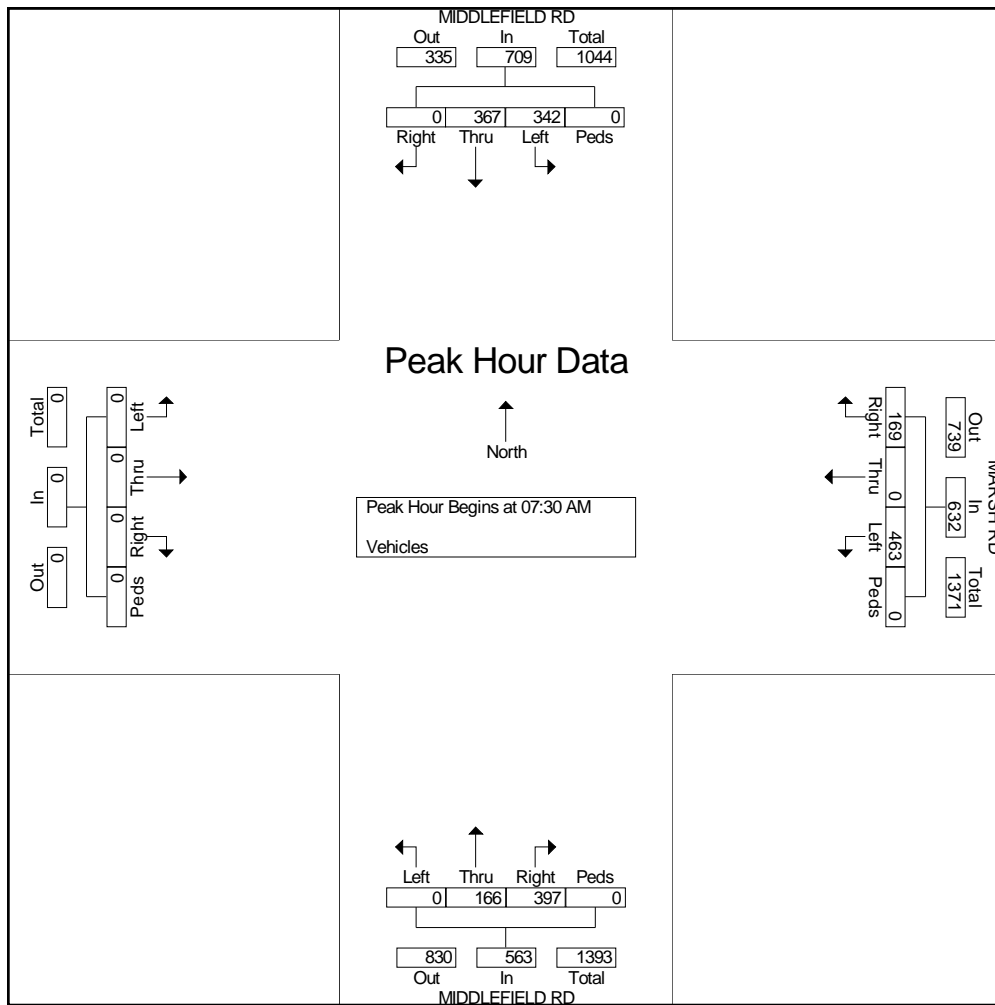 MIDDLEFIELD RD
Out In Total
335 709 1044
0 367 342 0
Right Thru Left Peds
Peak Hour Data
North
Peak Hour Begins at 07:30 AM
Vehicles
Total In Out
0 0 0
0 0 0 0
Left Thru Right Peds
MARSH RD
Out In Total
739 632 1371
169 0 463 0
Right Thru Left Peds
Left Thru Right Peds
0 166 397 0
830 563 1393
Out In Total
MIDDLEFIELD RD